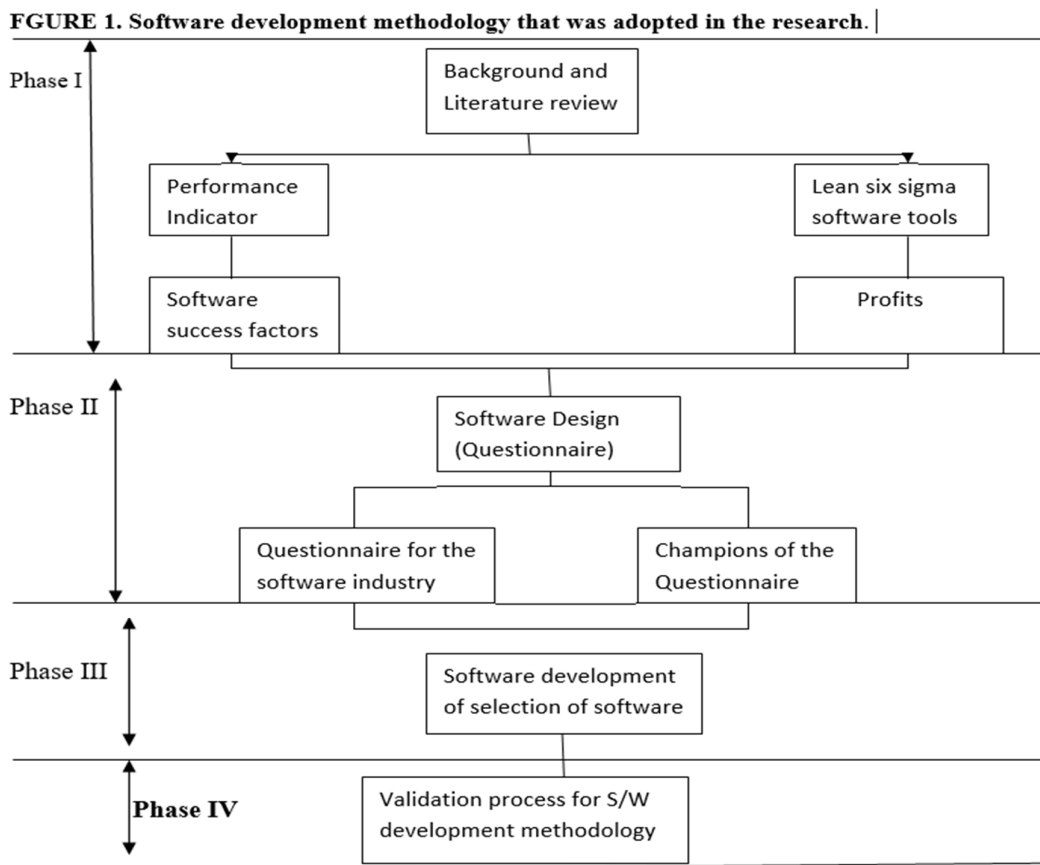 FGURE 1. Software development methodology that was adopted in the research.
Phase I
Background and
Literature review
Performance
Indicator
Lean six sigma
software tools
Software
success factors
Profits
Phase II
Software Design
(Questionnaire)
Questionnaire for the
software industry
Champions of the
Questionnaire
Phase III
Software development
of selection of software
Phase IV
Validation process for S/W
development methodology